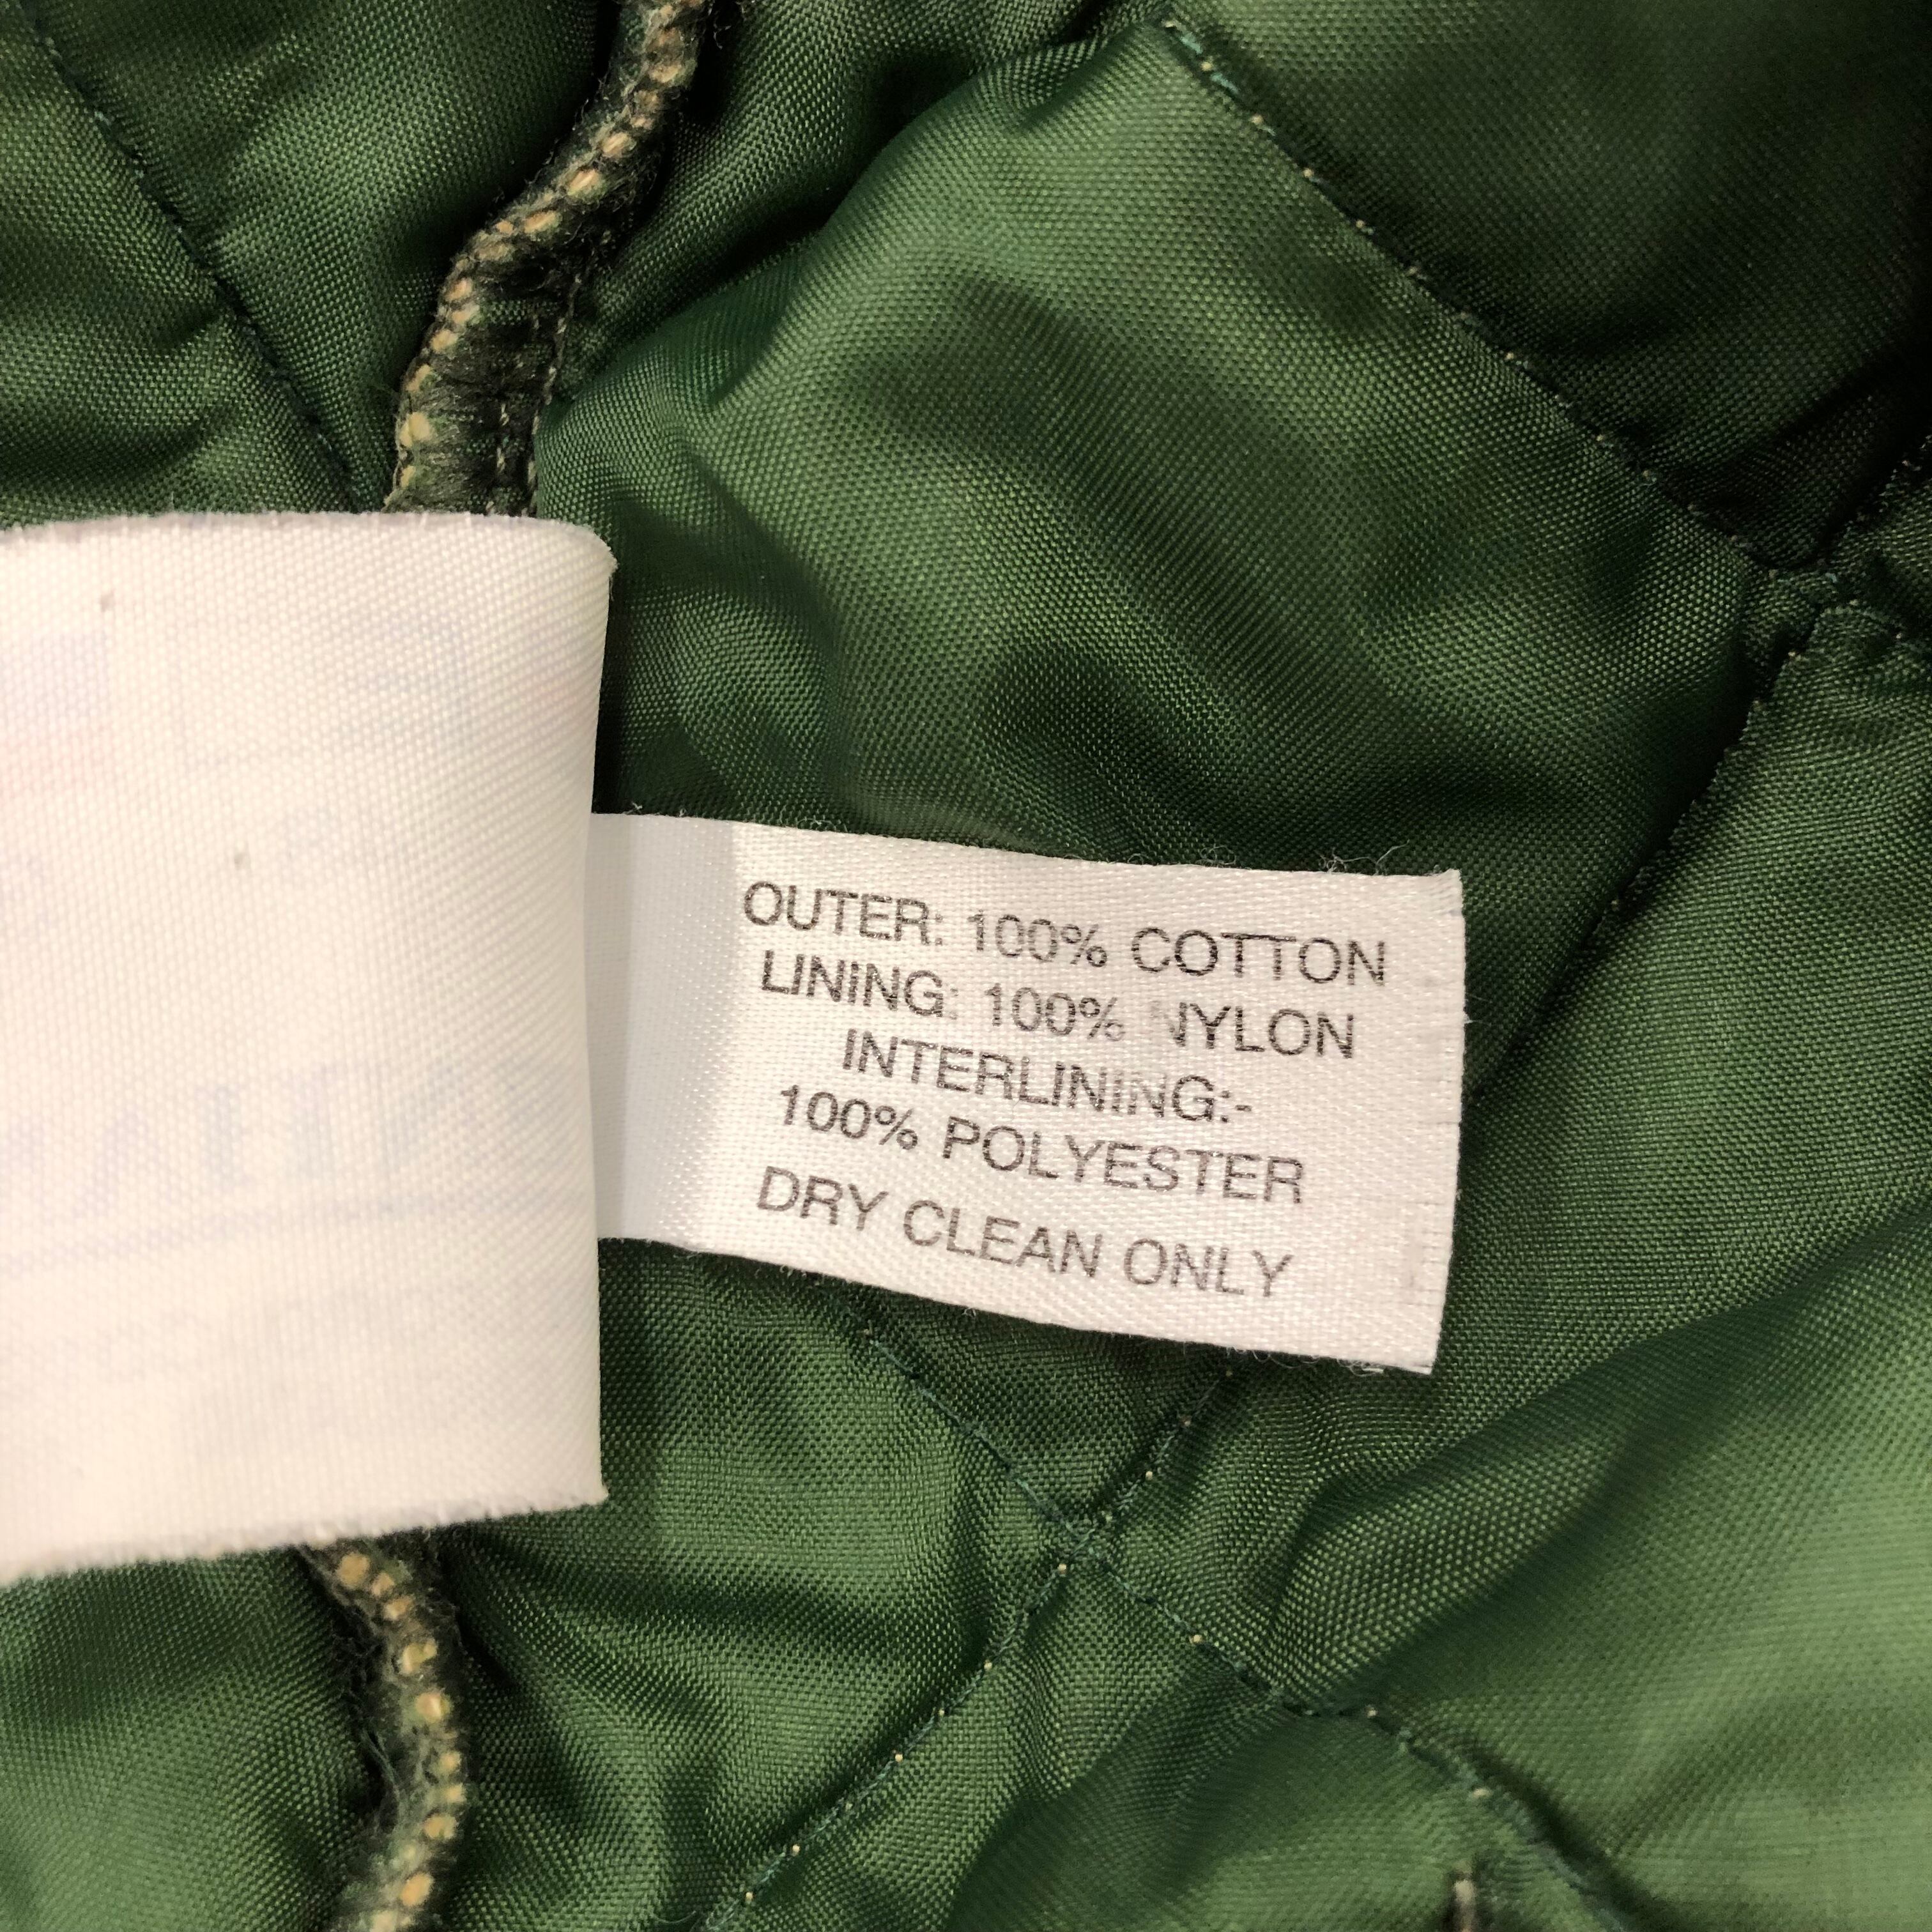 OUTER: 100% COTTON
LINING: 100% NYLON
INTERLINING:-
100% POLYESTER
DRY CLEAN ONLY